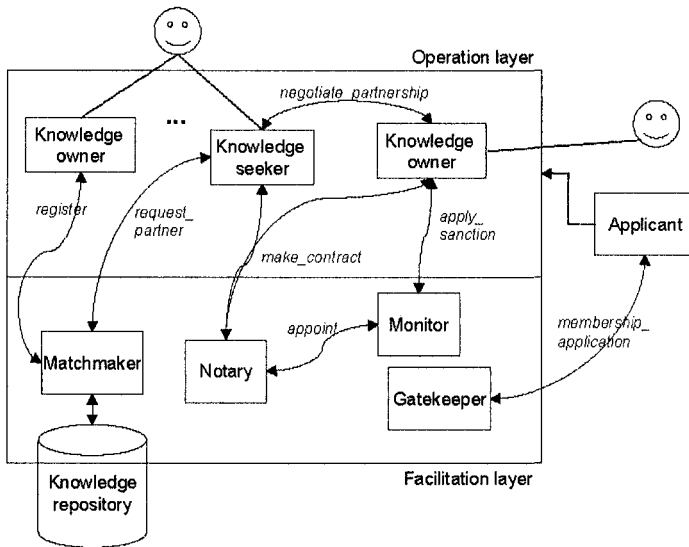 Operation layer
negotiate_partnership
...
Knowledge
owner
Knowledge
seeker
Knowledge
owner
register
request_
partner
apply_
sanction
Applicant
make_contract
Matchmaker
Notary
appoint
Monitor
membership_
application
Gatekeeper
Knowledge
repository
Facilitation layer